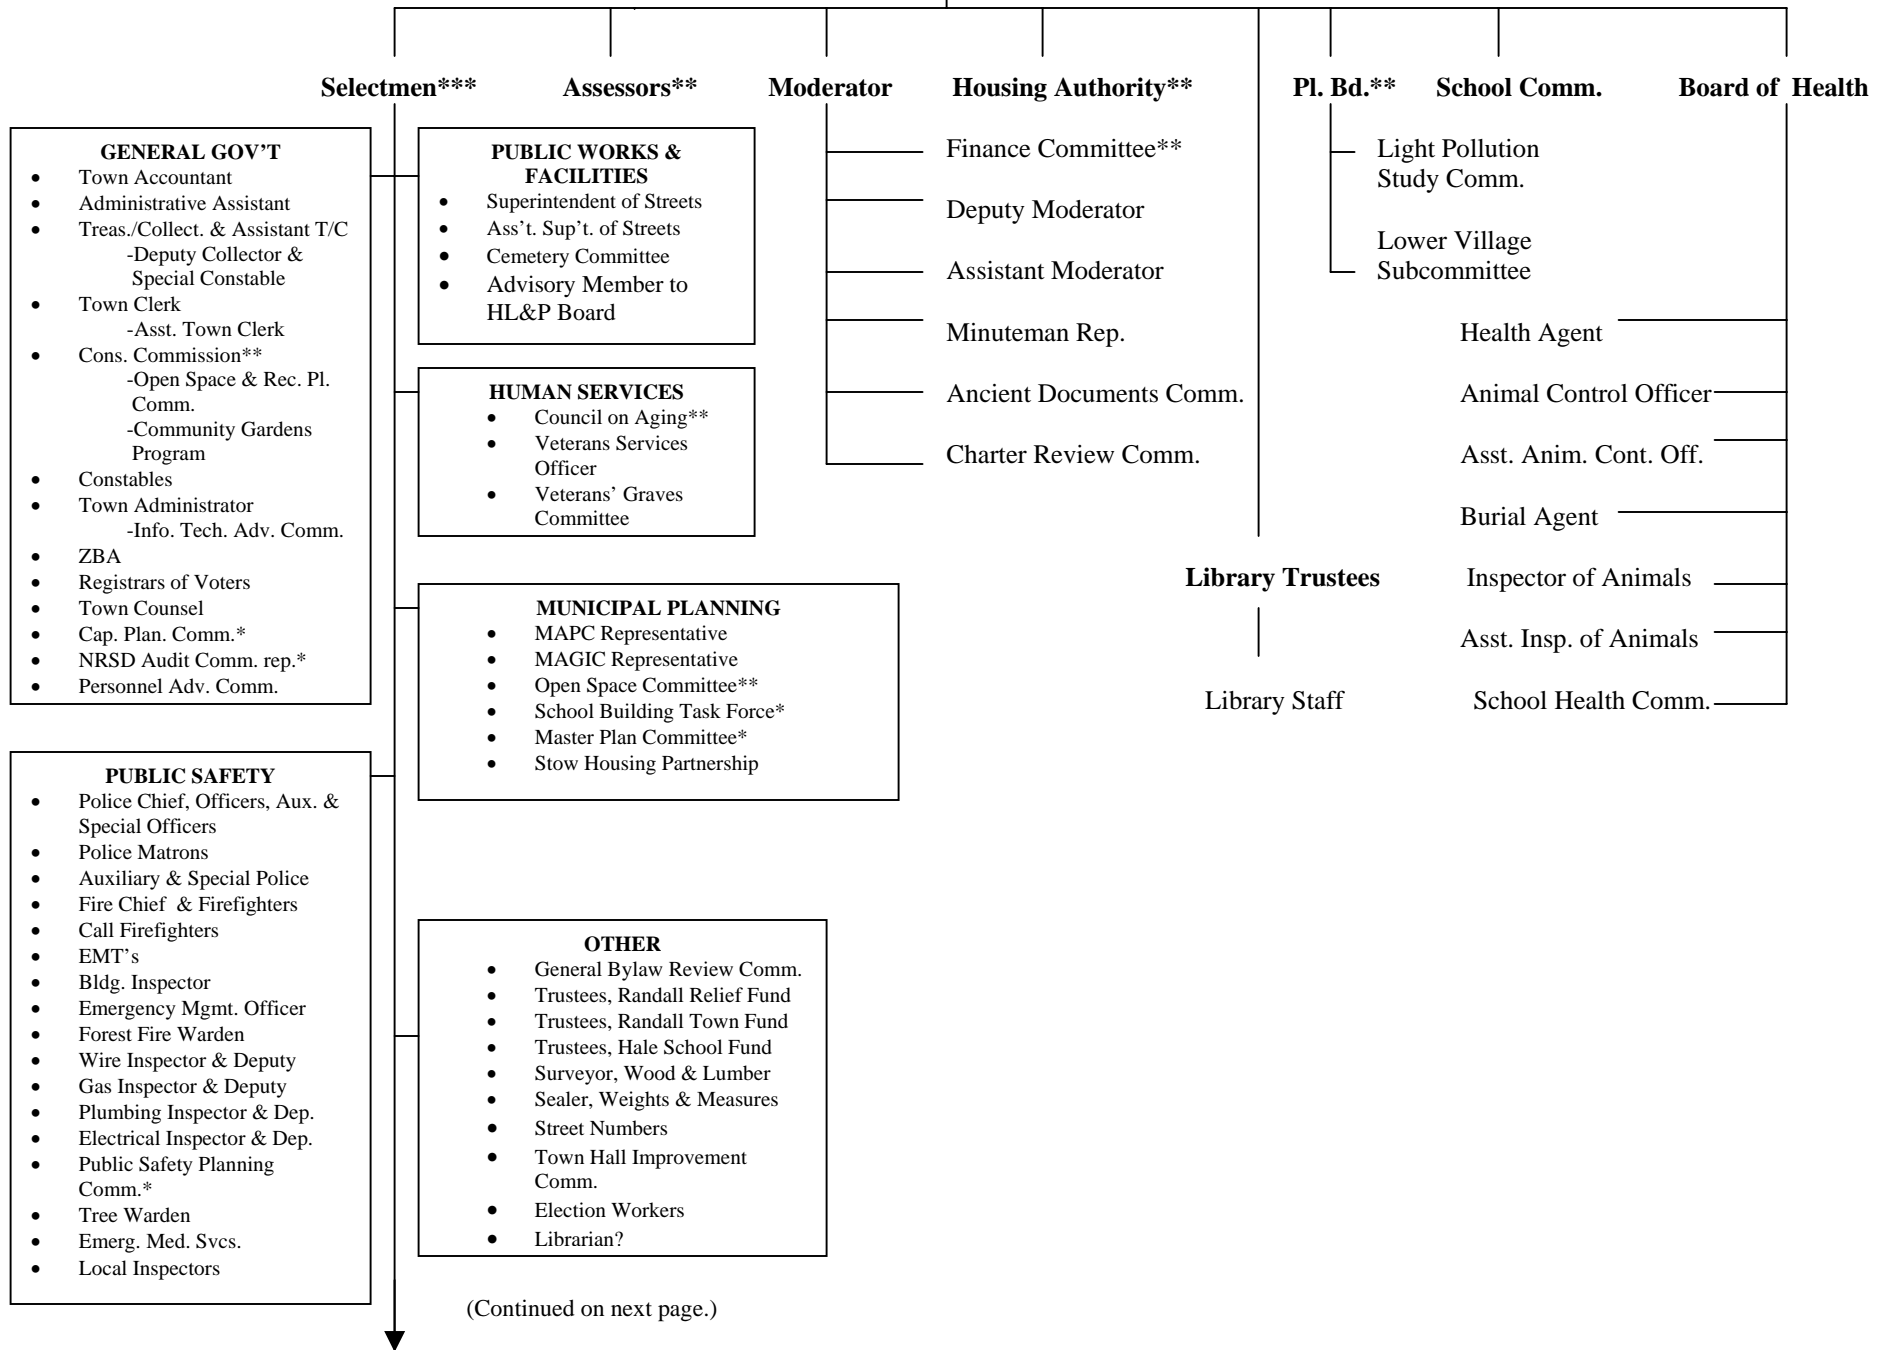 Selectmen***
Assessors**
Moderator
Housing Authority**
Pl. Bd.**
School Comm.
Board of Health
GENERAL GOV'T
• Town Accountant
• Administrative Assistant
• Treas./Collect. & Assistant T/C
-Deputy Collector &
Special Constable
• Town Clerk
-Asst. Town Clerk
• Cons. Commission**
-Open Space & Rec. Pl.
Comm.
-Community Gardens
Program
• Constables
• Town Administrator
-Info. Tech. Adv. Comm.
• ZBA
• Registrars of Voters
• Town Counsel
• Cap. Plan. Comm.*
• NRSD Audit Comm. rep.*
• Personnel Adv. Comm.
PUBLIC SAFETY
• Police Chief, Officers, Aux. &
Special Officers
• Police Matrons
• Auxiliary & Special Police
• Fire Chief & Firefighters
• Call Firefighters
• EMT's
• Bldg. Inspector
• Emergency Mgmt. Officer
• Forest Fire Warden
• Wire Inspector & Deputy
• Gas Inspector & Deputy
• Plumbing Inspector & Dep.
• Electrical Inspector & Dep.
• Public Safety Planning
Comm.*
• Tree Warden
• Emerg. Med. Svcs.
• Local Inspectors
PUBLIC WORKS &
FACILITIES
• Superintendent of Streets
• Ass't. Sup't. of Streets
• Cemetery Committee
• Advisory Member to
HL&P Board
HUMAN SERVICES
• Council on Aging**
• Veterans Services
Officer
• Veterans' Graves
Committee
MUNICIPAL PLANNING
• MAPC Representative
• MAGIC Representative
• Open Space Committee**
• School Building Task Force*
• Master Plan Committee*
• Stow Housing Partnership
OTHER
• General Bylaw Review Comm.
• Trustees, Randall Relief Fund
• Trustees, Randall Town Fund
• Trustees, Hale School Fund
• Surveyor, Wood & Lumber
• Sealer, Weights & Measures
• Street Numbers
• Town Hall Improvement
Comm.
• Election Workers
• Librarian?
(Continued on next page.)
Finance Committee**
Deputy Moderator
Assistant Moderator
Minuteman Rep.
Ancient Documents Comm.
Charter Review Comm.
Library Trustees
Library Staff
Light Pollution
Study Comm.
Lower Village
Subcommittee
Health Agent
Animal Control Officer
Asst. Anim. Cont. Off.
Burial Agent
Inspector of Animals
Asst. Insp. of Animals
School Health Comm.